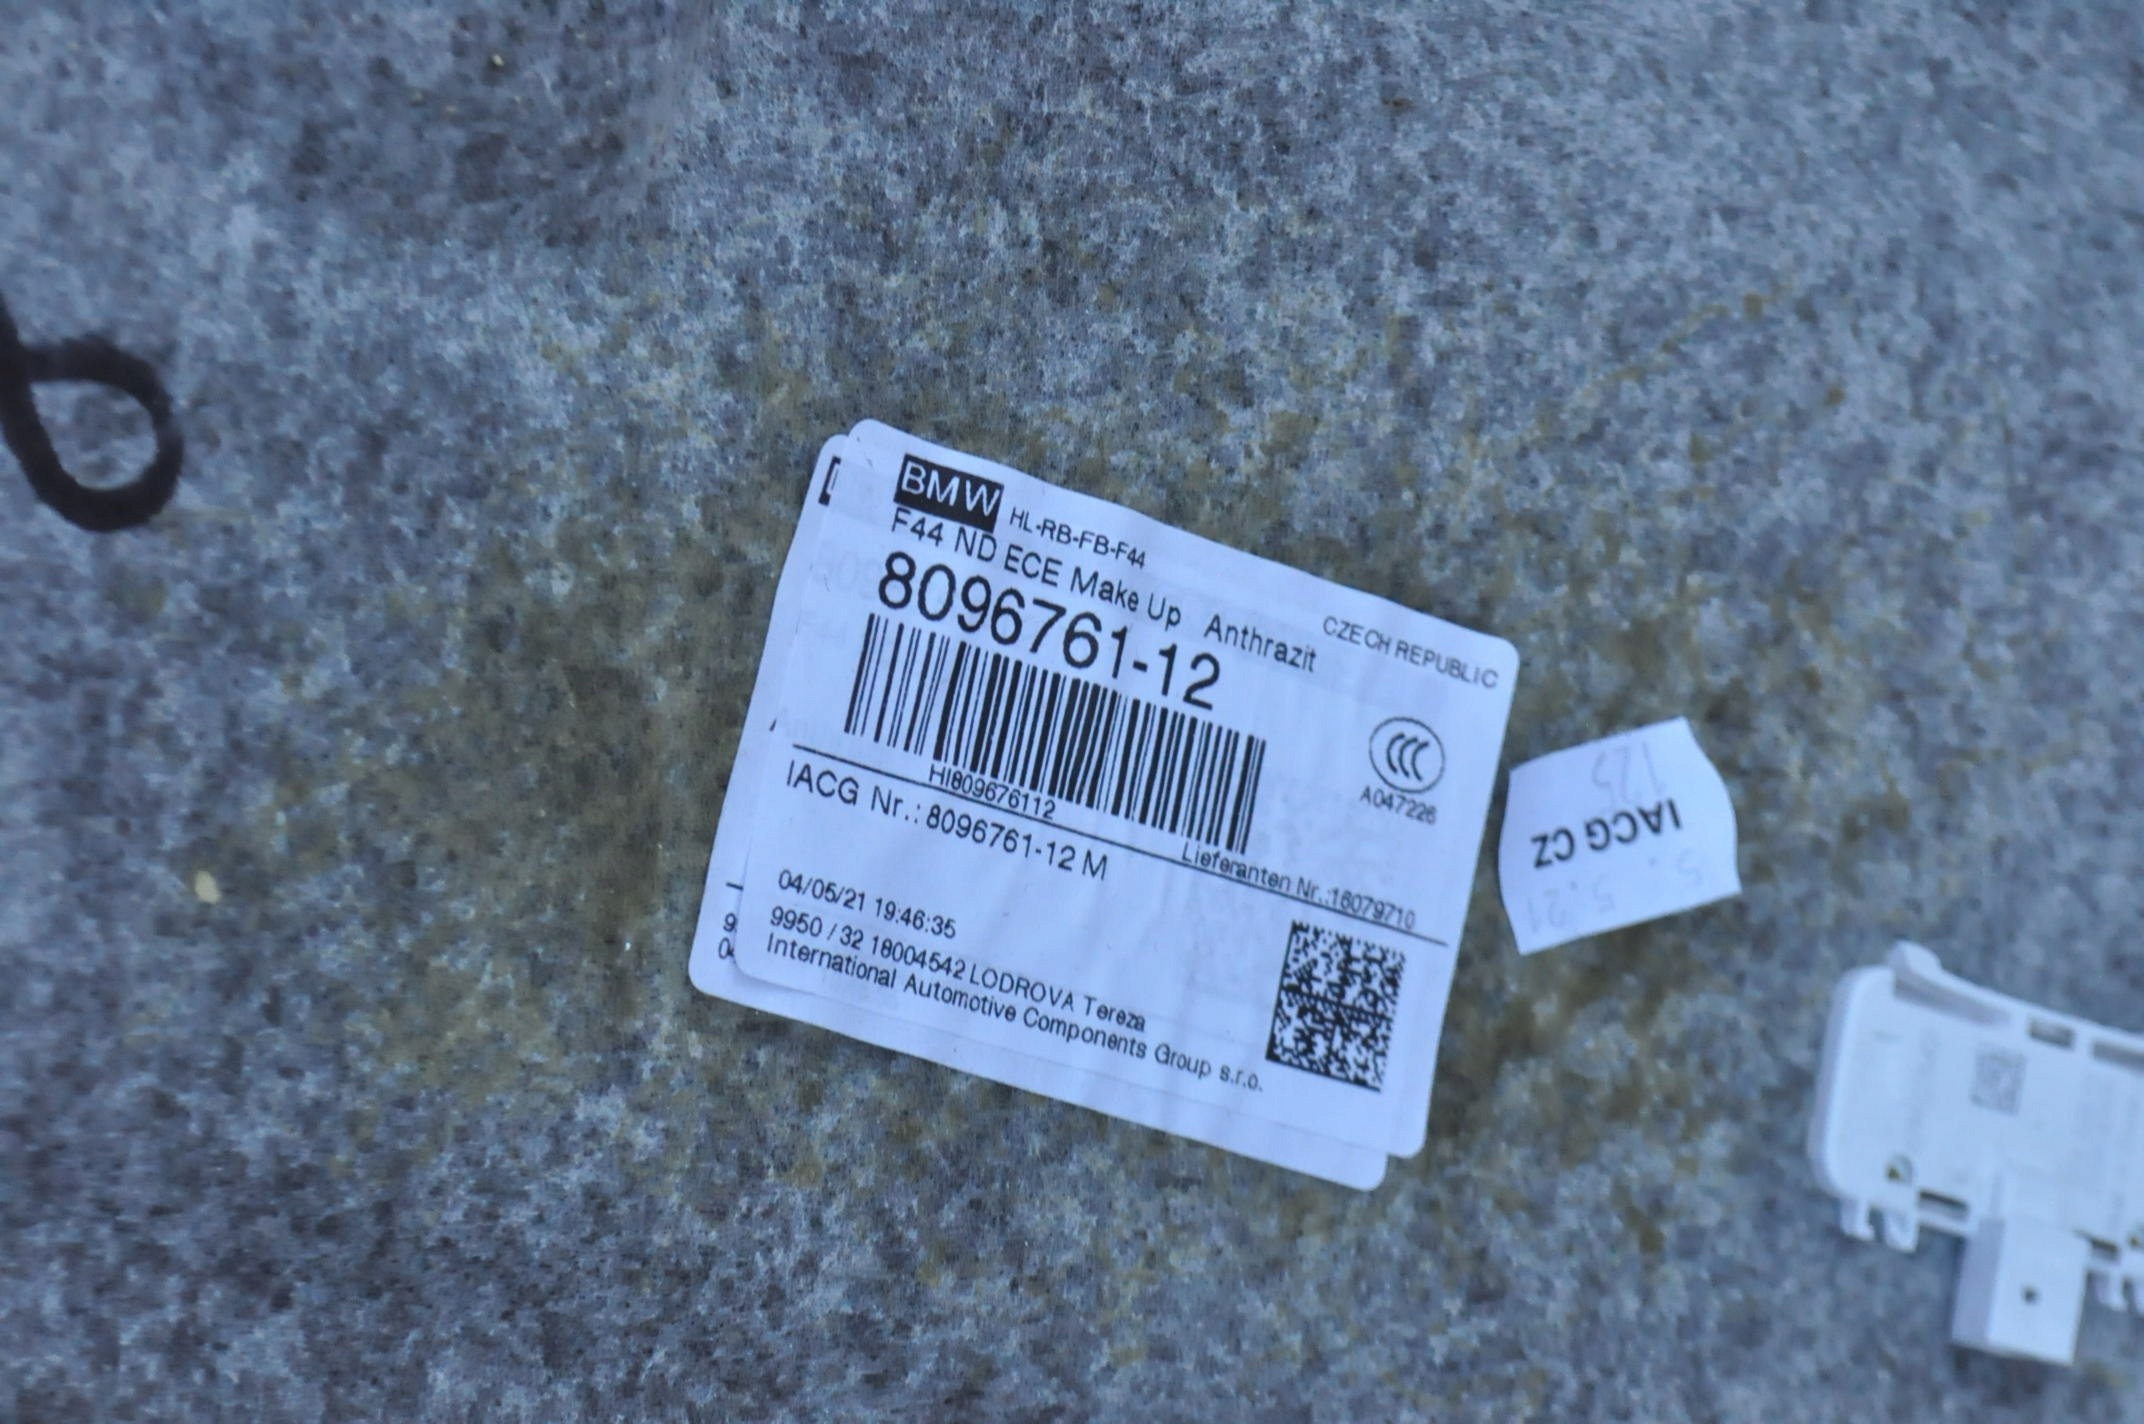 BMW HL-RB-FB-F44
F44 ND ECE Make Up Anthrazit
CZECH REPUBLIC
8096761-12
HI809676112
A047226
Lieferanten Nr.:16079710
IACG Nr.: 8096761-12 M
04/05/21 19:46:35
9950 / 32 18004542 LODROVA Tereza
International Automotive Components Group s.r.o.
IACG CZ
8